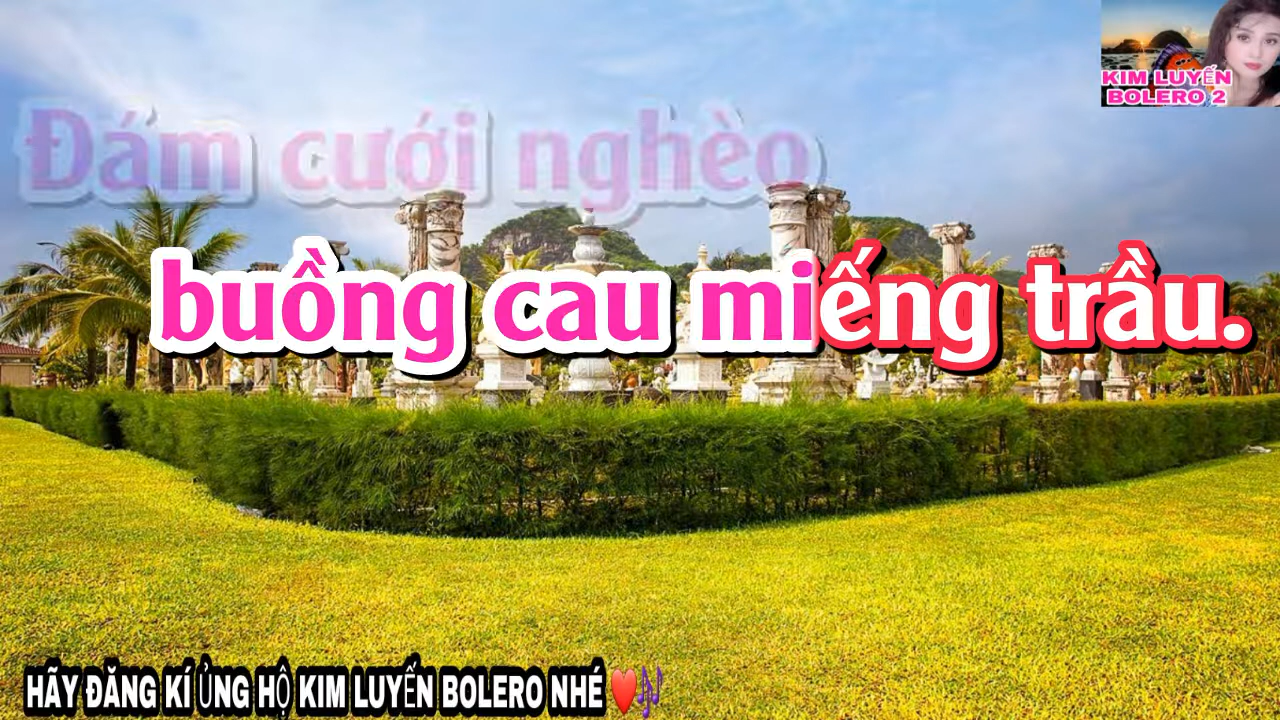 KIM LUYẾN
BOLERO 2
Đám cưới nghèo
buồng cau miếng trầu.
HÃY ĐĂNG KÍ ỦNG HỘ KIM LUYẾN BOLERO NHÉ ❤️🎶